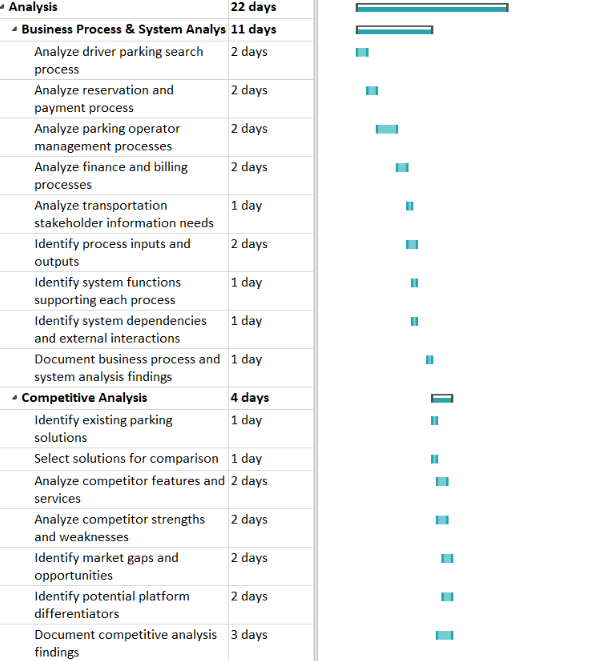 Analysis 22 days
Business Process & System Analys 11 days
Analyze driver parking search 2 days
process
Analyze reservation and 2 days
payment process
Analyze parking operator 2 days
management processes
Analyze finance and billing 2 days
processes
Analyze transportation 1 day
stakeholder information needs
Identify process inputs and 2 days
outputs
Identify system functions 1 day
supporting each process
Identify system dependencies 1 day
and external interactions
Document business process and 1 day
system analysis findings
Competitive Analysis 4 days
Identify existing parking 1 day
solutions
Select solutions for comparison 1 day
Analyze competitor features and 2 days
services
Analyze competitor strengths 2 days
and weaknesses
Identify market gaps and 2 days
opportunities
Identify potential platform 2 days
differentiators
Document competitive analysis 3 days
findings